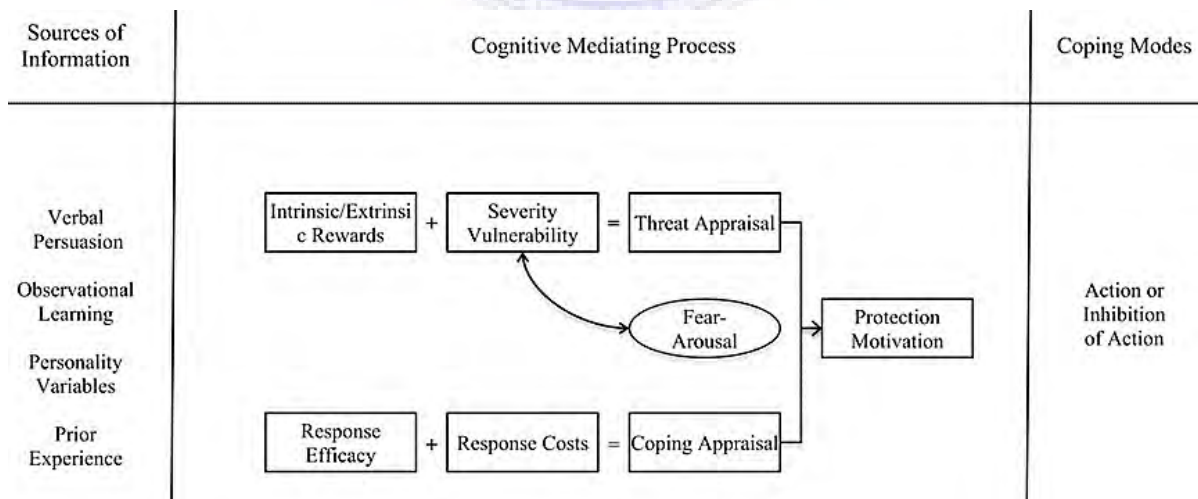 Sources of
Information
Cognitive Mediating Process
Coping Modes
Verbal
Persuasion
Observational
Learning
Personality
Variables
Prior
Experience
Intrinsic/Extrinsi
c Rewards
+
Severity
Vulnerability
=
Threat Appraisal
Fear-
Arousal
Protection
Motivation
Response
Efficacy
+
Response Costs
=
Coping Appraisal
Action or
Inhibition
of Action